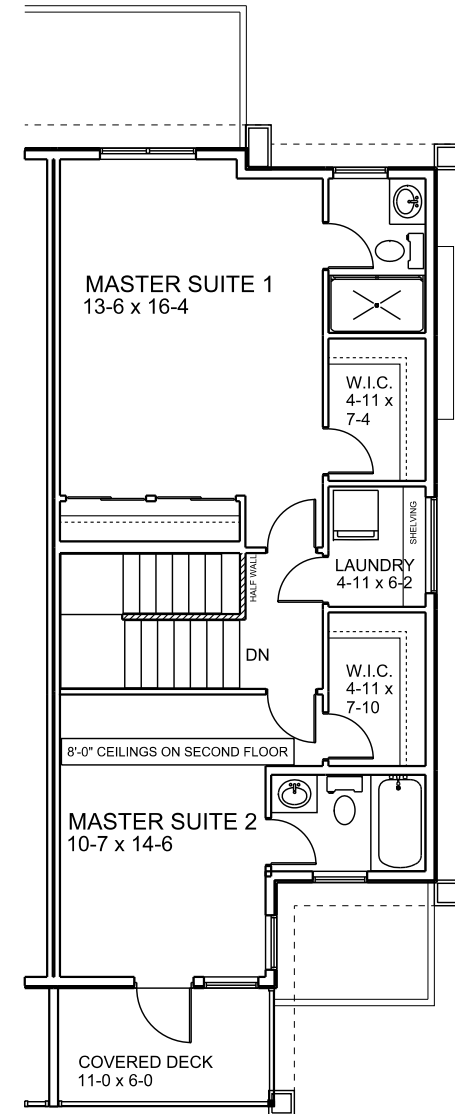 MASTER SUITE 1
13-6 x 16-4
W.I.C.
4-11 x
7-4
SHELVING
LAUNDRY
4-11 x 6-2
HALF WALL
DN
W.I.C.
4-11 x
7-10
8'-0" CEILINGS ON SECOND FLOOR
MASTER SUITE 2
10-7 x 14-6
COVERED DECK
11-0 x 6-0